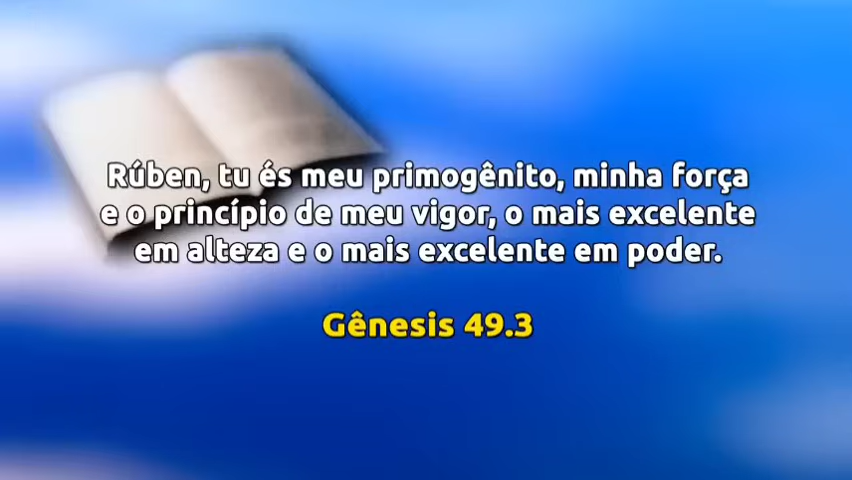 Rúben, tu és meu primogênito, minha força
e o princípio de meu vigor, o mais excelente
em alteza e o mais excelente em poder.
Gênesis 49.3